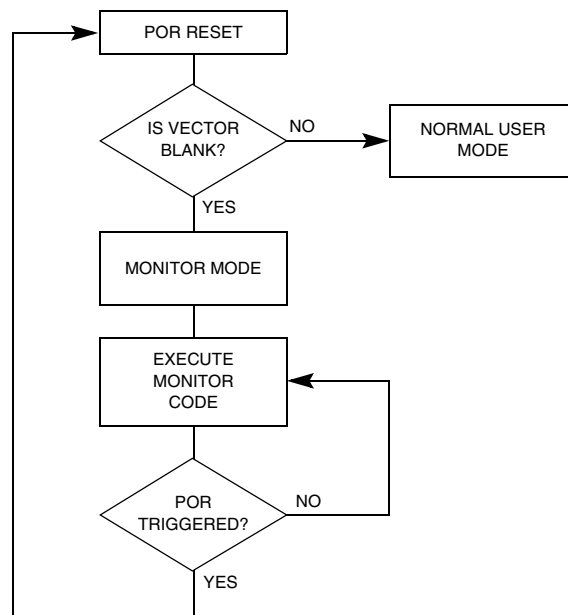 POR RESET
IS VECTOR
BLANK?
NO
NORMAL USER
MODE
YES
MONITOR MODE
EXECUTE
MONITOR
CODE
POR
TRIGGERED?
NO
YES